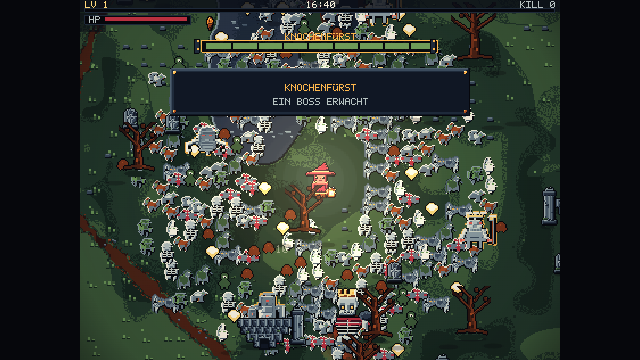 LV 1
16:40
KILL 0
HP
KNOCHENFÜRST
KNOCHENFÜRST
EIN BOSS ERWACHT